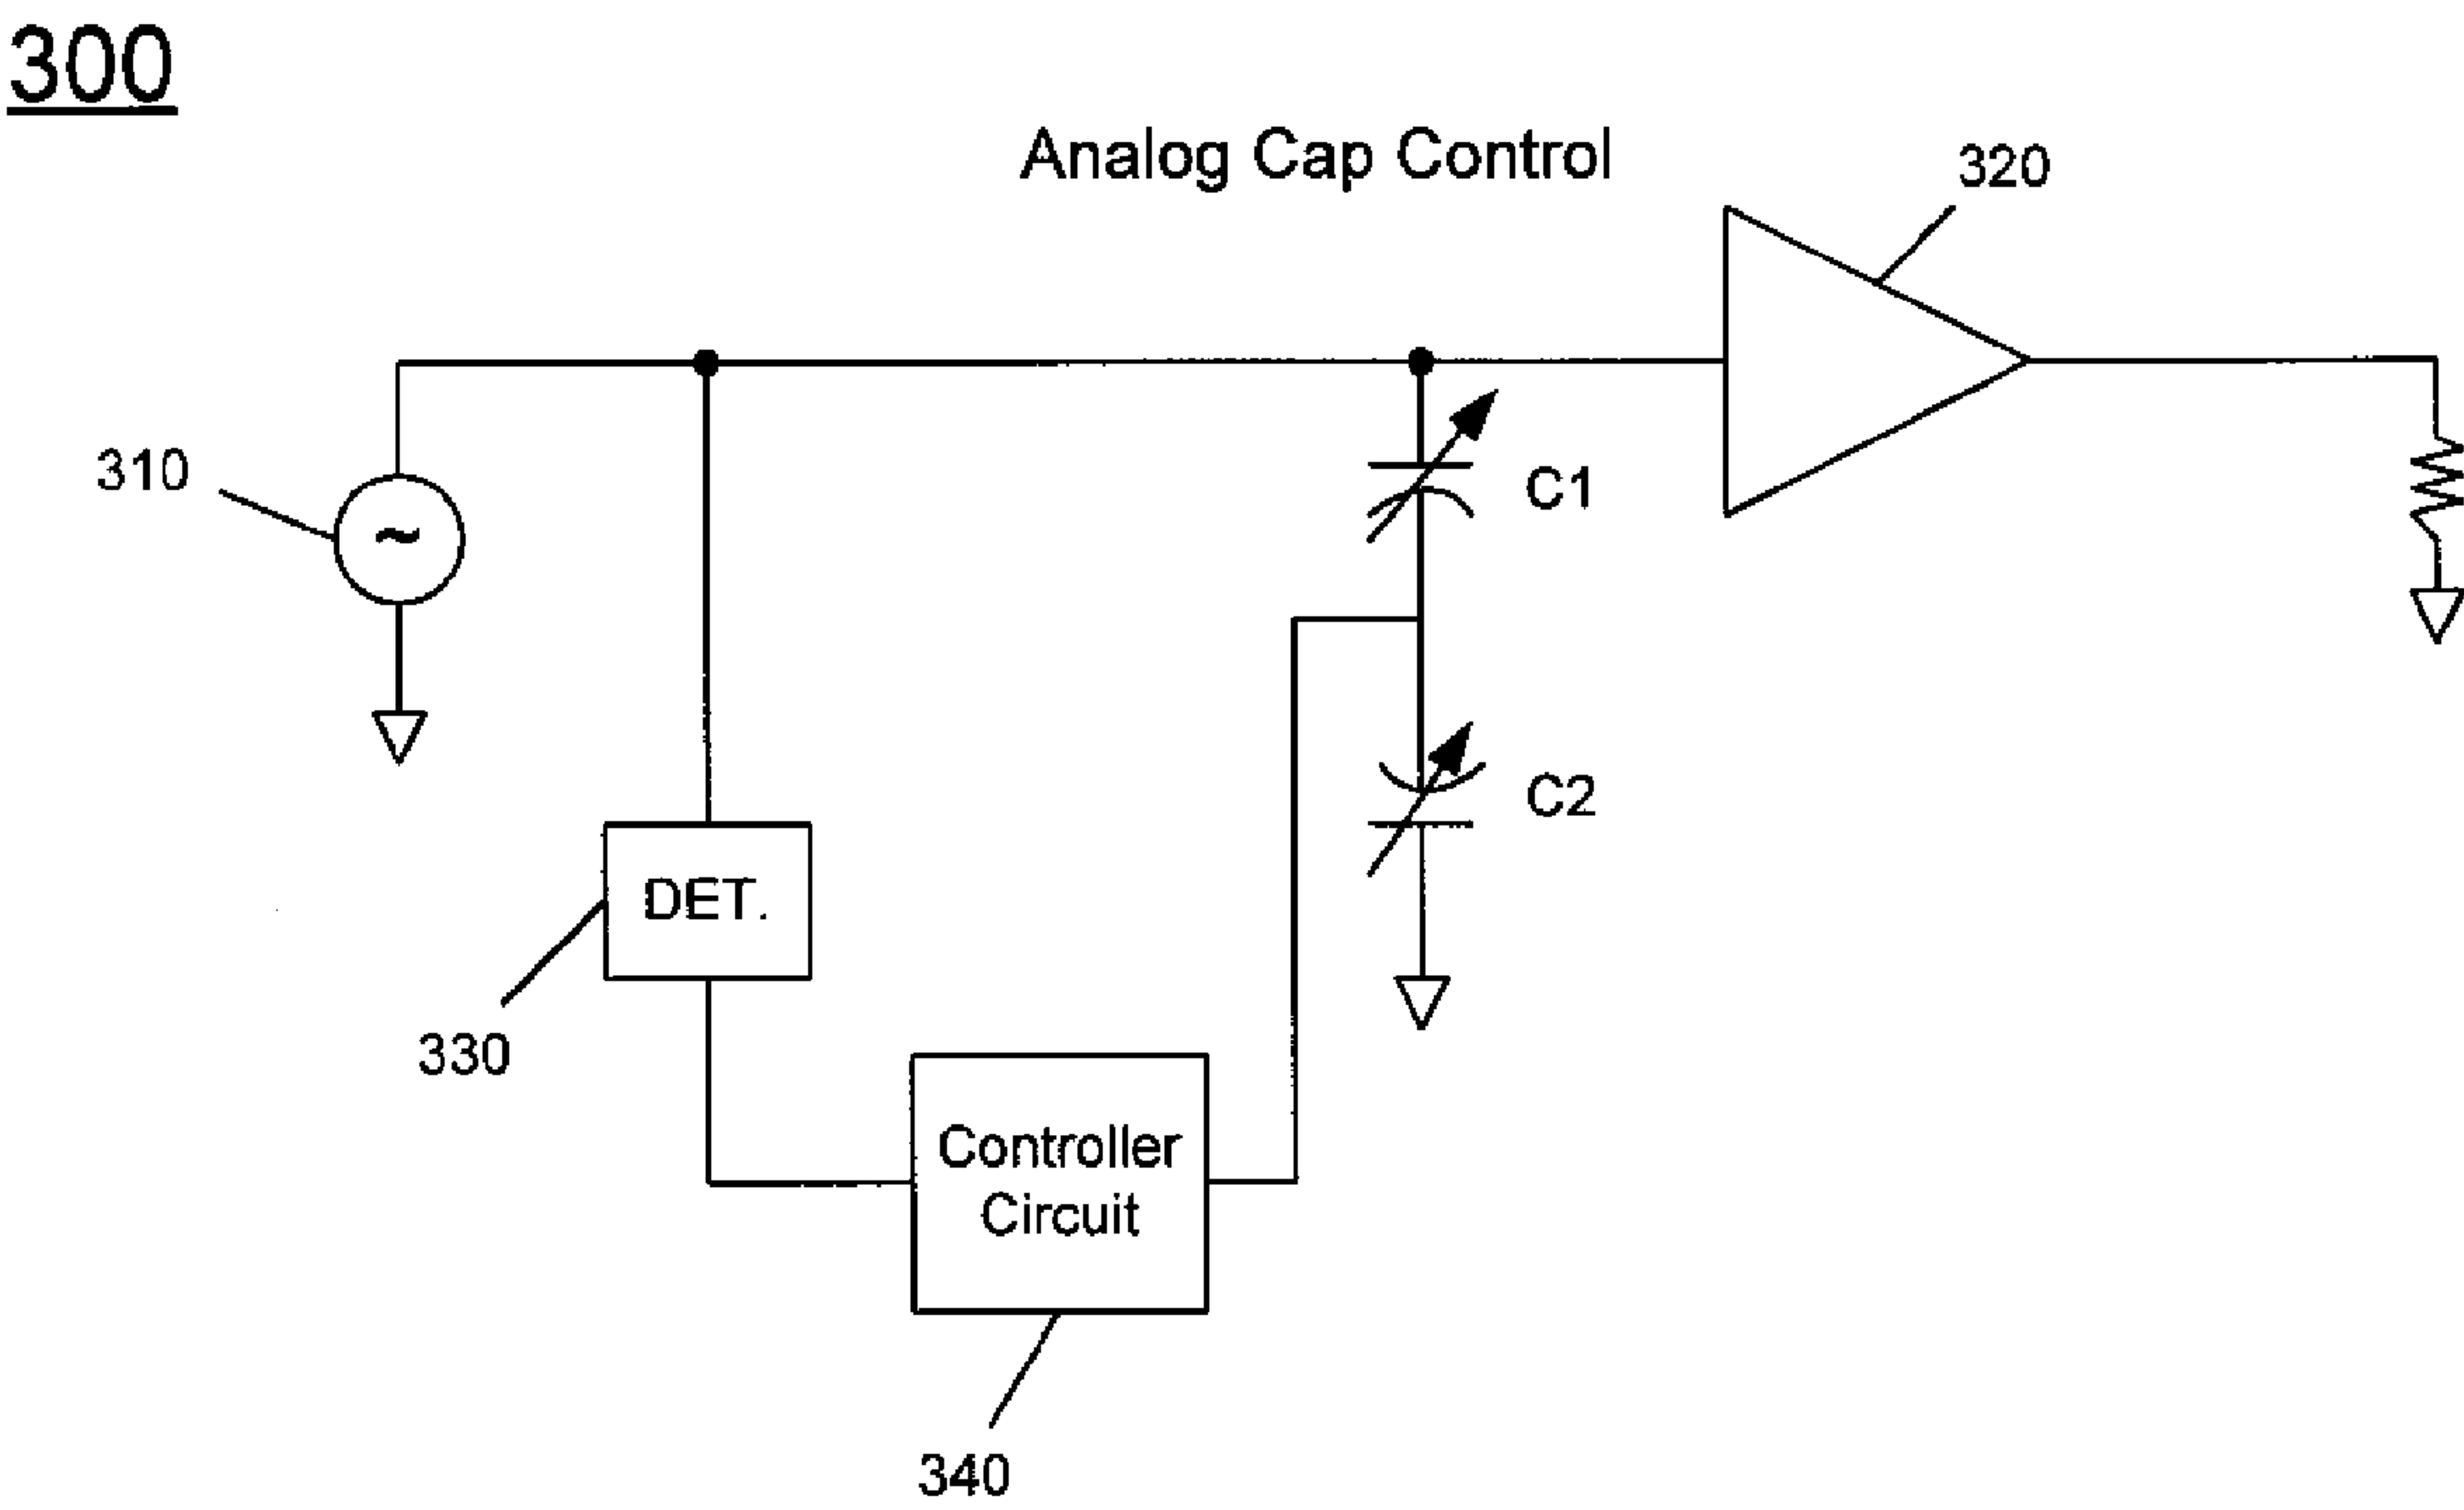 300
Analog Cap Control
320
310
~
C1
C2
DET.
330
Controller
Circuit
340